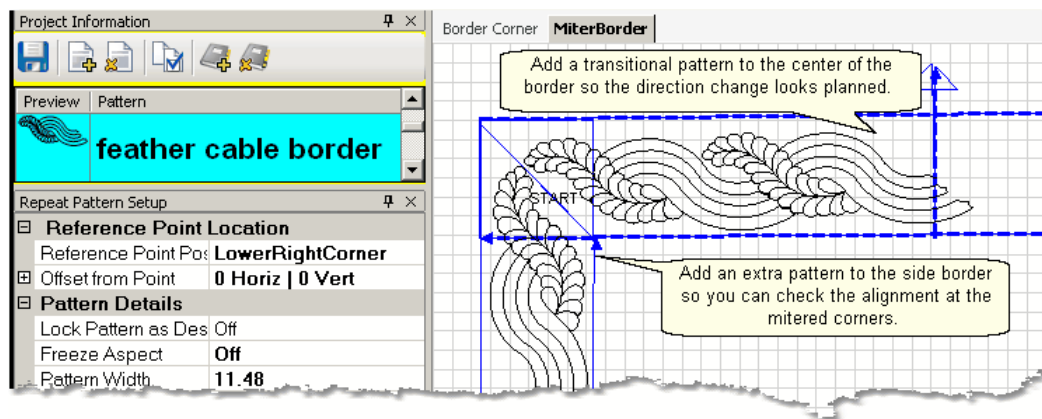 Project Information
Preview Pattern
feather cable border
Repeat Pattern Setup
Reference Point Location
Reference Point Pos LowerRightCorner
Offset from Point 0 Horiz | 0 Vert
Pattern Details
Lock Pattern as Des Off
Freeze Aspect Off
Pattern Width 11.48
Border Corner MiterBorder
Add a transitional pattern to the center of the
border so the direction change looks planned.
START
Add an extra pattern to the side border
so you can check the alignment at the
mitered corners.